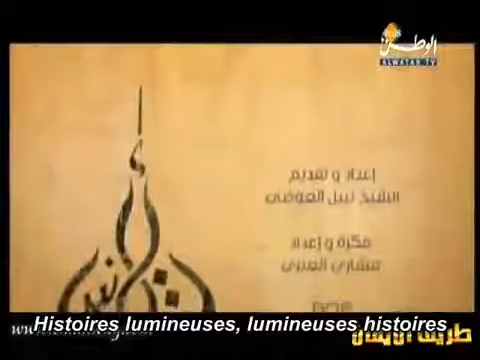 الوطن
ALWATAN TV
إعداد و تقديم
الشيخ نبيل العوضي
فكرة و إعداد
مشاري العنزي
Histoires lumineuses, lumineuses histoires
طريق الإيمان